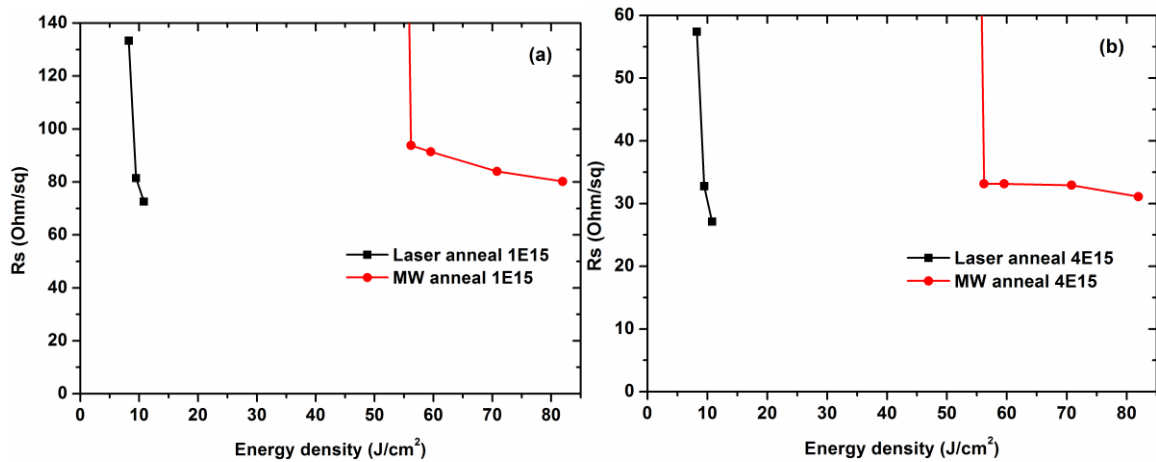 140
120
100
80
60
40
20
0
Rs (Ohm/sq)
(a)
Laser anneal 1E15
MW anneal 1E15
0 10 20 30 40 50 60 70 80
Energy density (J/cm²)
60
50
40
30
20
10
0
Rs (Ohm/sq)
(b)
Laser anneal 4E15
MW anneal 4E15
0 10 20 30 40 50 60 70 80
Energy density (J/cm²)